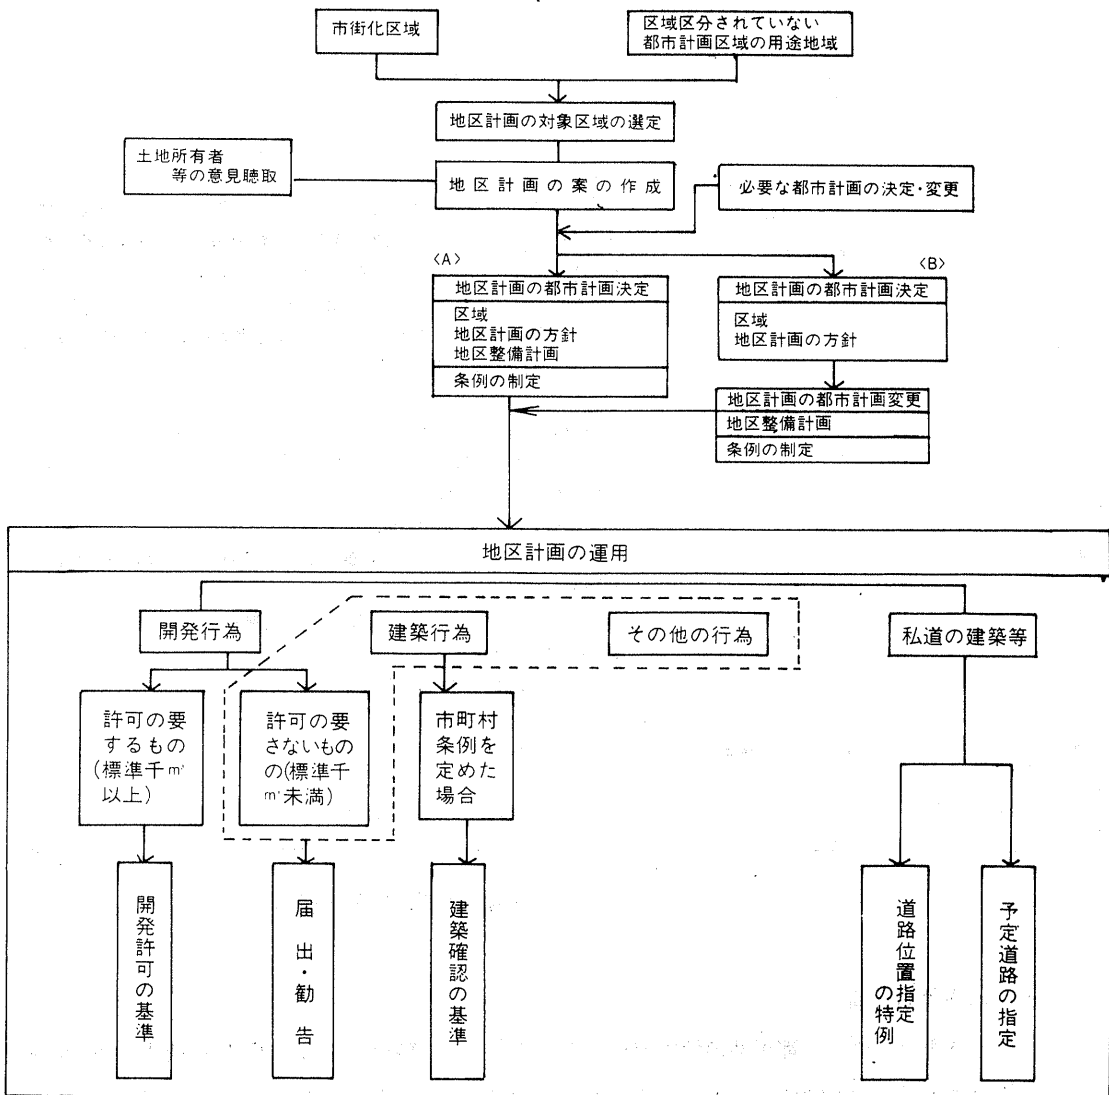 市街化区域
区域区分されていない
都市計画区域の用途地域
地区計画の対象区域の選定
土地所有者
等の意見聴取
地区計画の案の作成
必要な都市計画の決定・変更
〈A〉
地区計画の都市計画決定
区域
地区計画の方針
地区整備計画
条例の制定
〈B〉
地区計画の都市計画決定
区域
地区計画の方針
地区計画の都市計画変更
地区整備計画
条例の制定
地区計画の運用
開発行為
建築行為
その他の行為
私道の建築等
許可の要
するもの
(標準千㎡
以上)
許可の要
さないもの
の(標準千
㎡未満)
市町村
条例を
定めた
場合
開発許可の基準
届出・勧告
建築確認の基準
道路位置指定
の特例
予定道路の指定